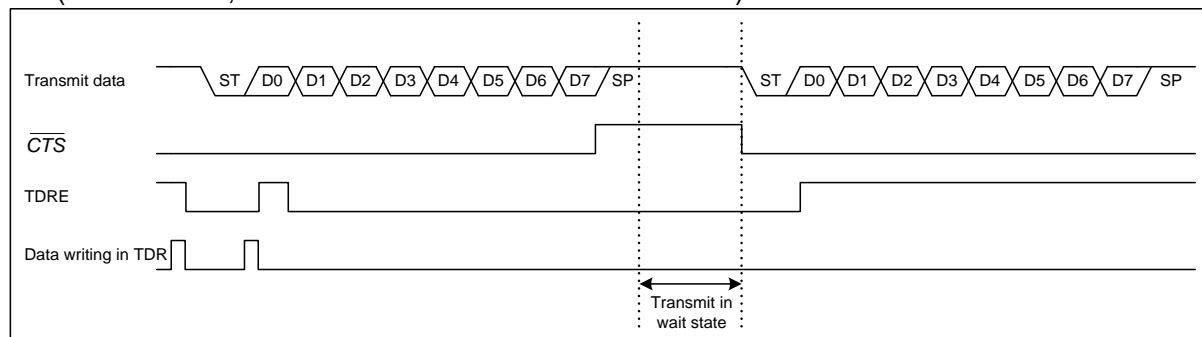 Transmit data
ST D0 D1 D2 D3 D4 D5 D6 D7 SP ST D0 D1 D2 D3 D4 D5 D6 D7 SP
CTS
TDRE
Data writing in TDR
Transmit in
wait state